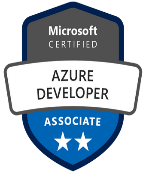 Microsoft
CERTIFIED
AZURE
DEVELOPER
ASSOCIATE